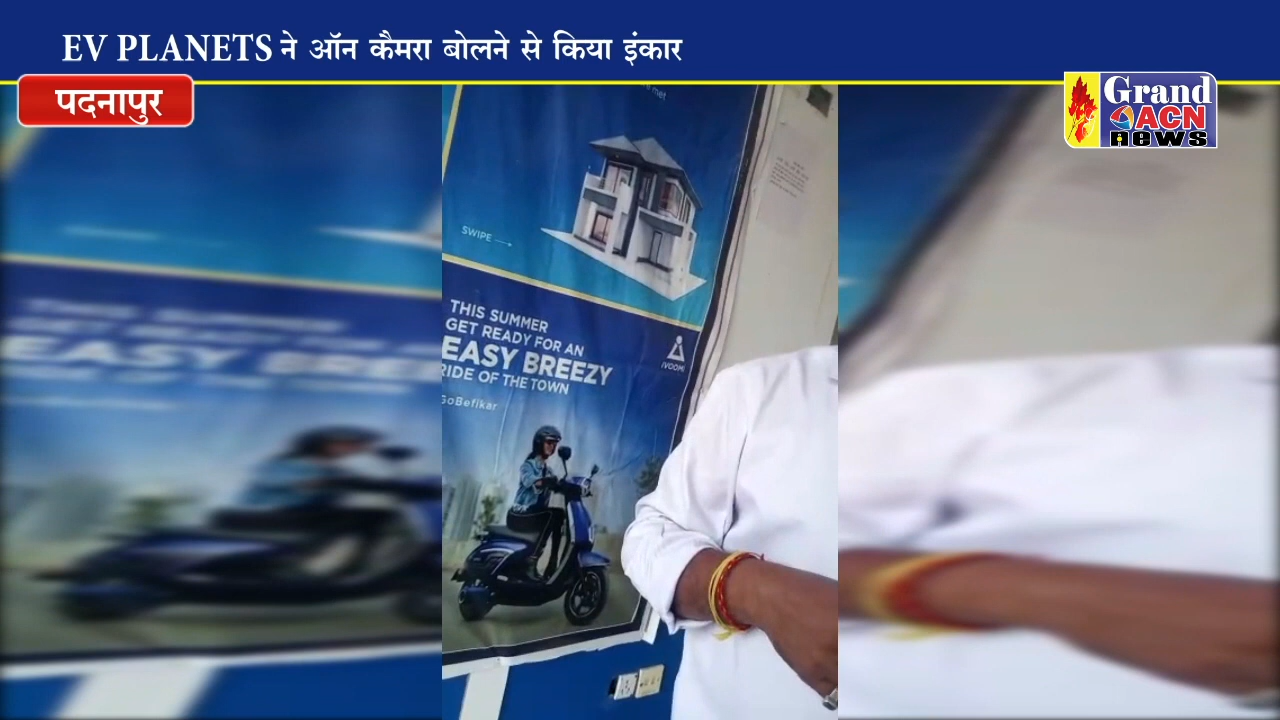 EV PLANETS ने ऑन कैमरा बोलने से किया इंकार
पदनापुर
Grand
ACN
news
met
SWIPE
THIS SUMMER
GET READY FOR AN
EASY BREEZY
RIDE OF THE TOWN
GoBefikar
iVOOMi